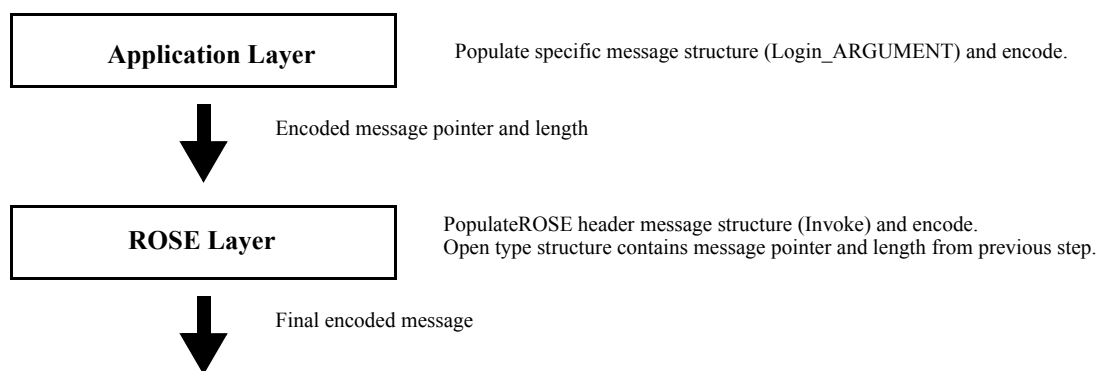 Application Layer
Populate specific message structure (Login_ARGUMENT) and encode.
Encoded message pointer and length
ROSE Layer
PopulateROSE header message structure (Invoke) and encode.
Open type structure contains message pointer and length from previous step.
Final encoded message